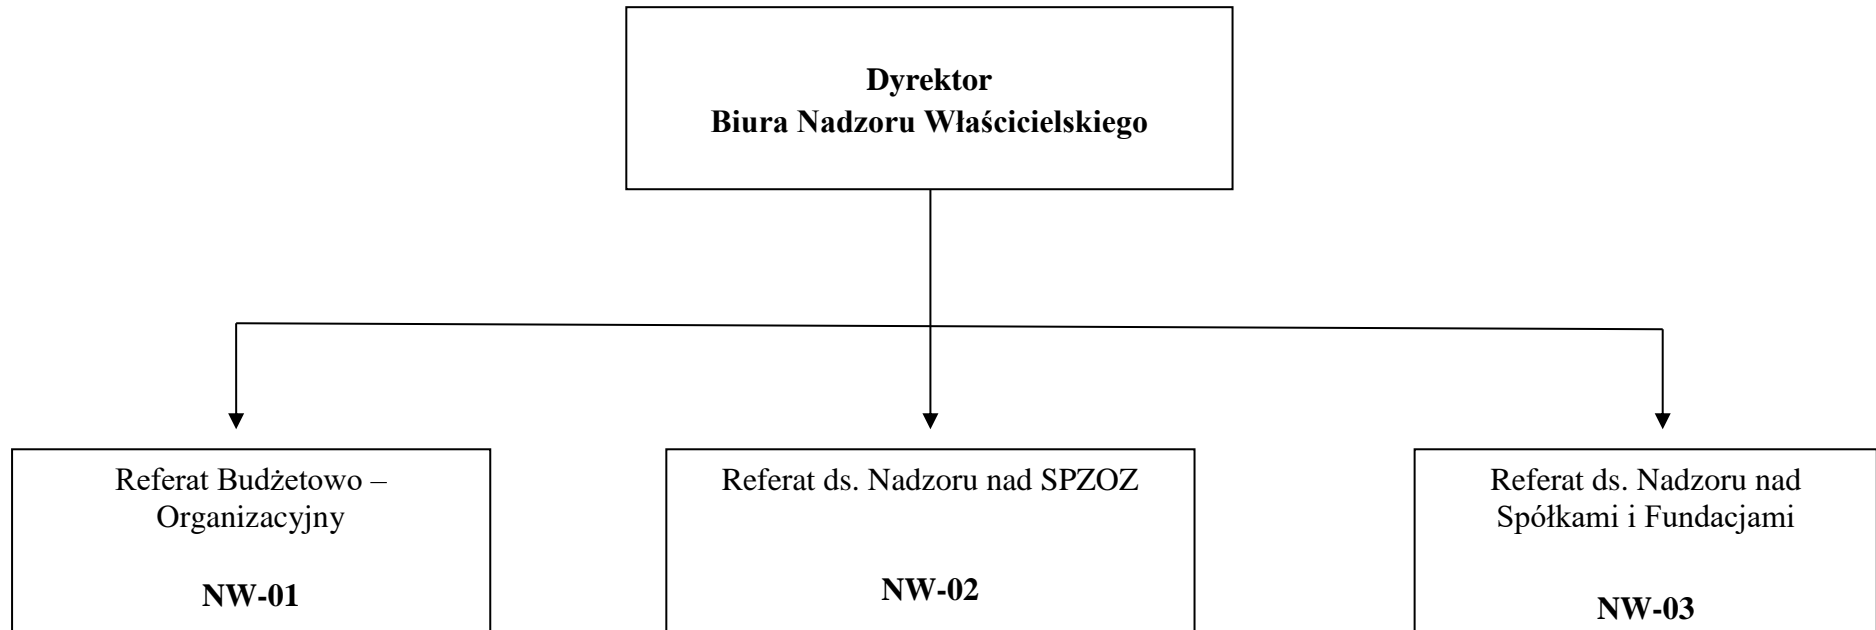 Dyrektor
Biura Nadzoru Właścicielskiego
Referat Budżetowo –
Organizacyjny
NW-01
Referat ds. Nadzoru nad SPZOZ
NW-02
Referat ds. Nadzoru nad
Spółkami i Fundacjami
NW-03